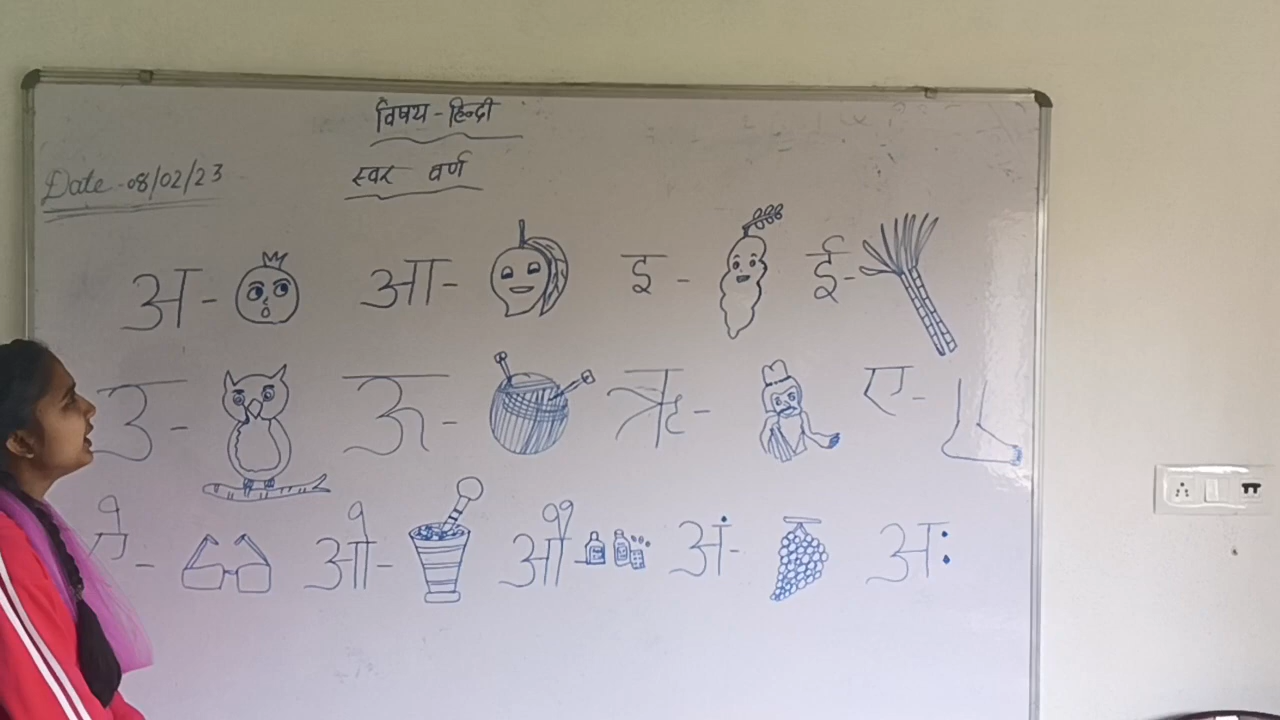 विषय - हिन्दी
Date - 08/02/23
स्वर वर्ण
अ - आ - इ - ई -
उ - ऊ - ऋ - ए -
ऐ - ओ - औ - अं - अः